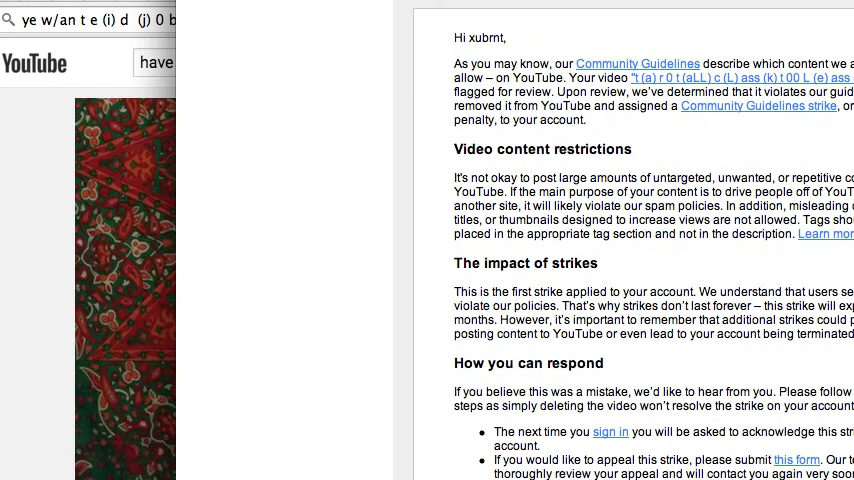 ye w/an t e (i) d (j) 0 b
YouTube
have
Hi xubrnt,
As you may know, our Community Guidelines describe which content we a
allow – on YouTube. Your video "t (a) r 0 t (aLL) c (L) ass (k) t 00 L (e) ass
flagged for review. Upon review, we've determined that it violates our guid
removed it from YouTube and assigned a Community Guidelines strike, or
penalty, to your account.
Video content restrictions
It's not okay to post large amounts of untargeted, unwanted, or repetitive co
YouTube. If the main purpose of your content is to drive people off of YouT
another site, it will likely violate our spam policies. In addition, misleading
titles, or thumbnails designed to increase views are not allowed. Tags shou
placed in the appropriate tag section and not in the description. Learn mor
The impact of strikes
This is the first strike applied to your account. We understand that users se
violate our policies. That's why strikes don't last forever – this strike will exp
months. However, it's important to remember that additional strikes could p
posting content to YouTube or even lead to your account being terminated
How you can respond
If you believe this was a mistake, we'd like to hear from you. Please follow
steps as simply deleting the video won't resolve the strike on your account
• The next time you sign in you will be asked to acknowledge this stri
account.
• If you would like to appeal this strike, please submit this form. Our te
thoroughly review your appeal and will contact you again very soon